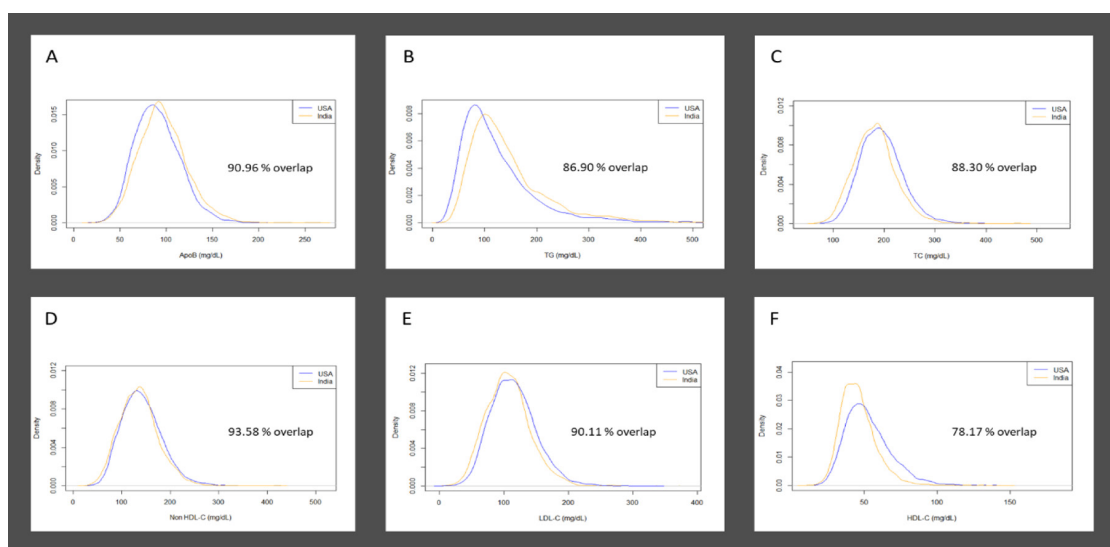 A
B
C
USA
India
USA
India
USA
India
90.96 % overlap
86.90 % overlap
88.30 % overlap
Density
0.000
0.005
0.010
0.015
0
50
100
150
200
250
ApoB (mg/dL)
Density
0.000
0.002
0.004
0.006
0.008
0
100
200
300
400
500
TG (mg/dL)
Density
0.000
0.004
0.008
0.012
100
200
300
400
500
TC (mg/dL)
D
E
F
USA
India
USA
India
USA
India
93.58 % overlap
90.11 % overlap
78.17 % overlap
Density
0.000
0.004
0.008
0.012
0
100
200
300
400
500
Non HDL-C (mg/dL)
Density
0.000
0.004
0.008
0.012
0
100
200
300
400
LDL-C (mg/dL)
Density
0.00
0.01
0.02
0.03
0.04
50
100
150
HDL-C (mg/dL)